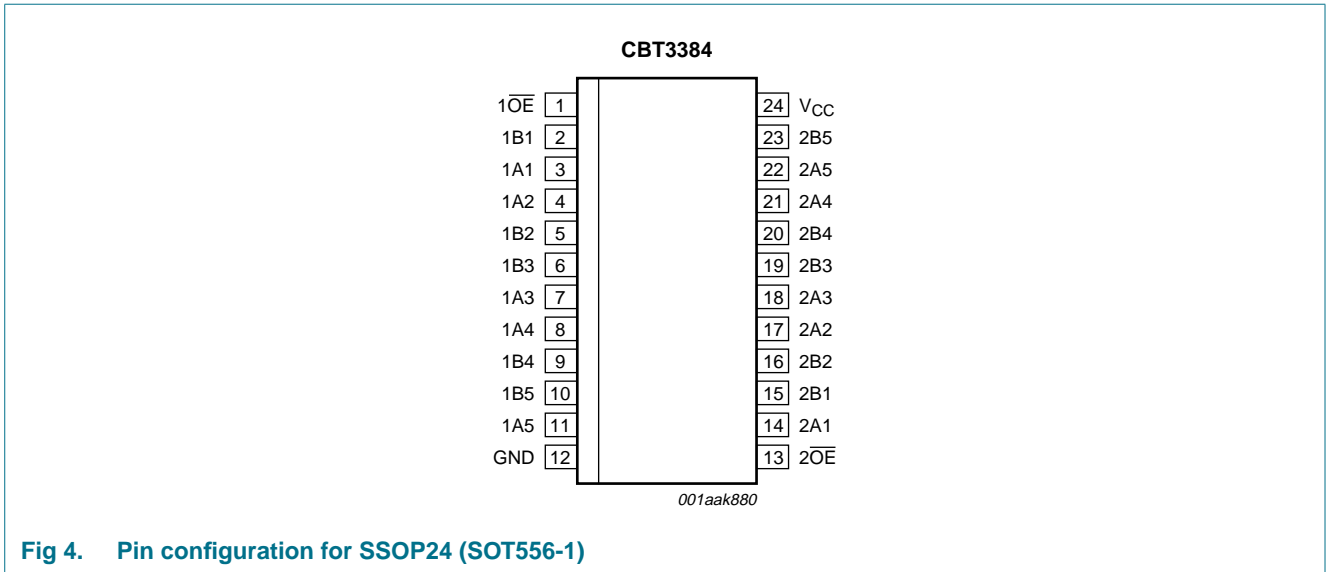 CBT3384
1O̅E̅ 1 24 VCC
1B1 2 23 2B5
1A1 3 22 2A5
1A2 4 21 2A4
1B2 5 20 2B4
1B3 6 19 2B3
1A3 7 18 2A3
1A4 8 17 2A2
1B4 9 16 2B2
1B5 10 15 2B1
1A5 11 14 2A1
GND 12 13 2O̅E̅
001aak880
Fig 4. Pin configuration for SSOP24 (SOT556-1)